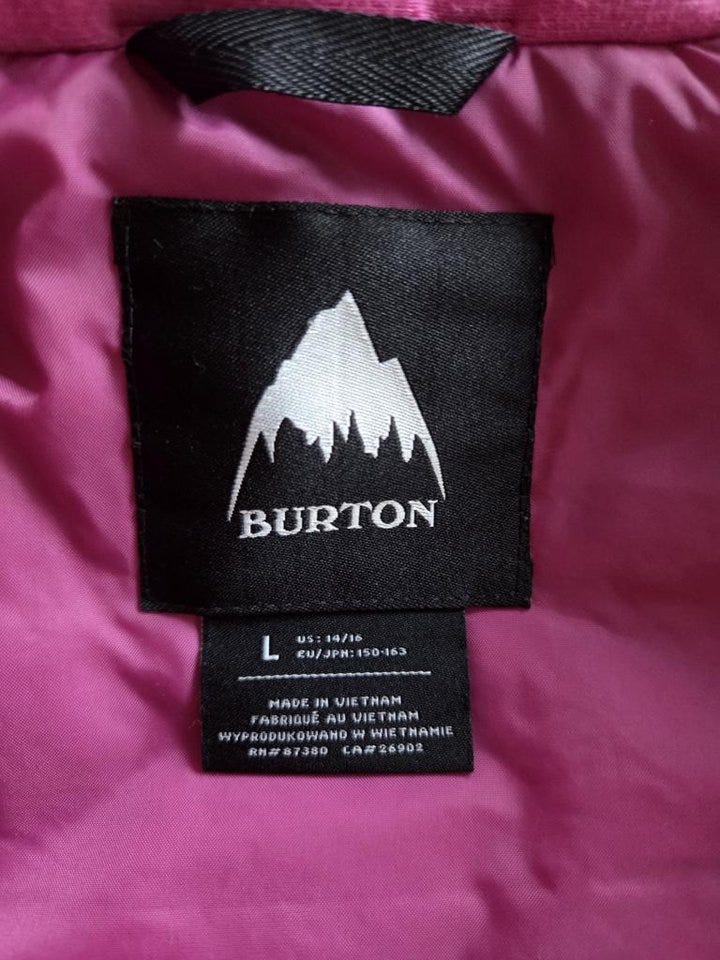 BURTON
L US: 14/16
EU/JPN: 150-163
MADE IN VIETNAM
FABRIQUÉ AU VIETNAM
WYPRODUKOWANO W WIETNAMIE
RN#87380 CA#26902